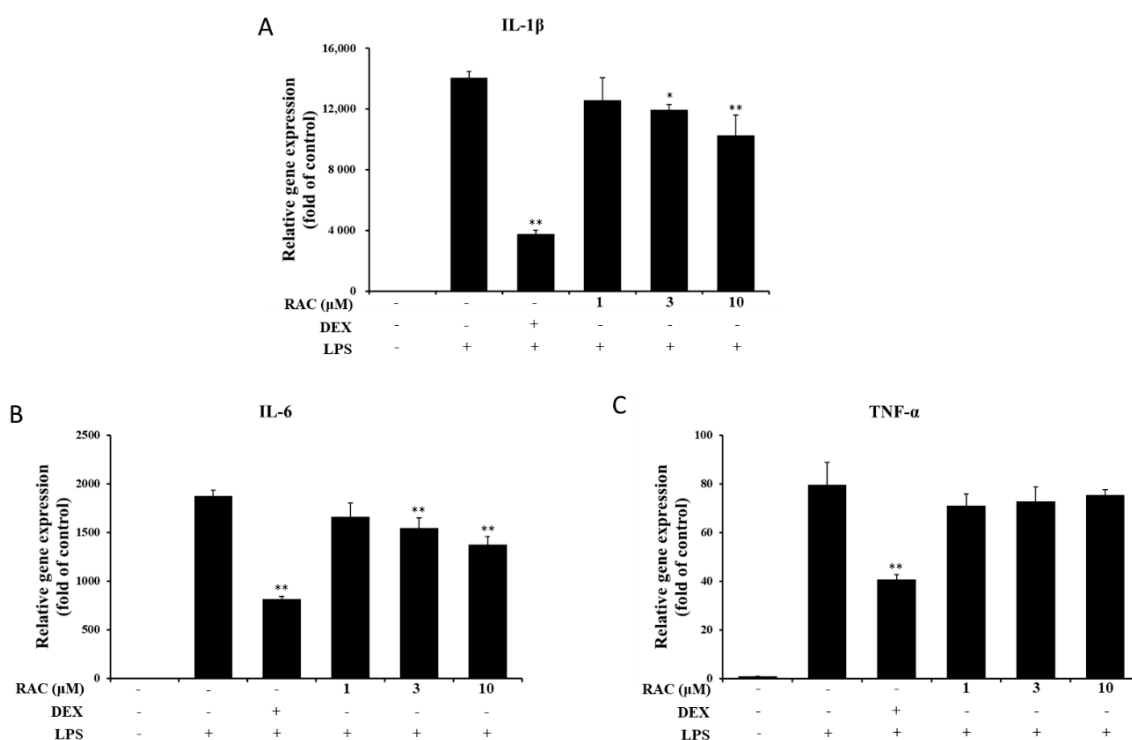 A
IL-1β
Relative gene expression
(fold of control)
16,000
12,000
8 000
4 000
0
** * **
RAC (μM) - - - 1 3 10
DEX - - + - - -
LPS - + + + + +
B
IL-6
Relative gene expression
(fold of control)
2500
2000
1500
1000
500
0
** ** **
RAC (μM) - - - 1 3 10
DEX - - + - - -
LPS - + + + + +
C
TNF-α
Relative gene expression
(fold of control)
100
80
60
40
20
0
**
RAC (μM) - - - 1 3 10
DEX - - + - - -
LPS - + + + + +